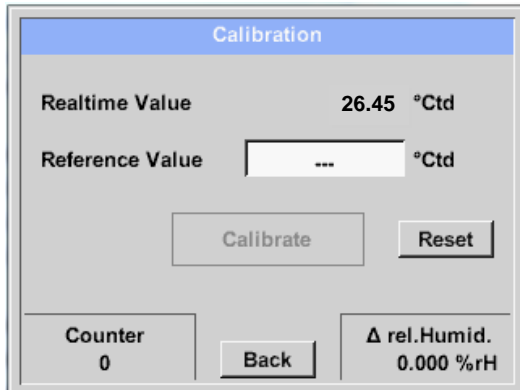 Calibration
Realtime Value 26.45 °Ctd
Reference Value --- °Ctd
Calibrate Reset
Counter
0
Back
Δ rel.Humid.
0.000 %rH